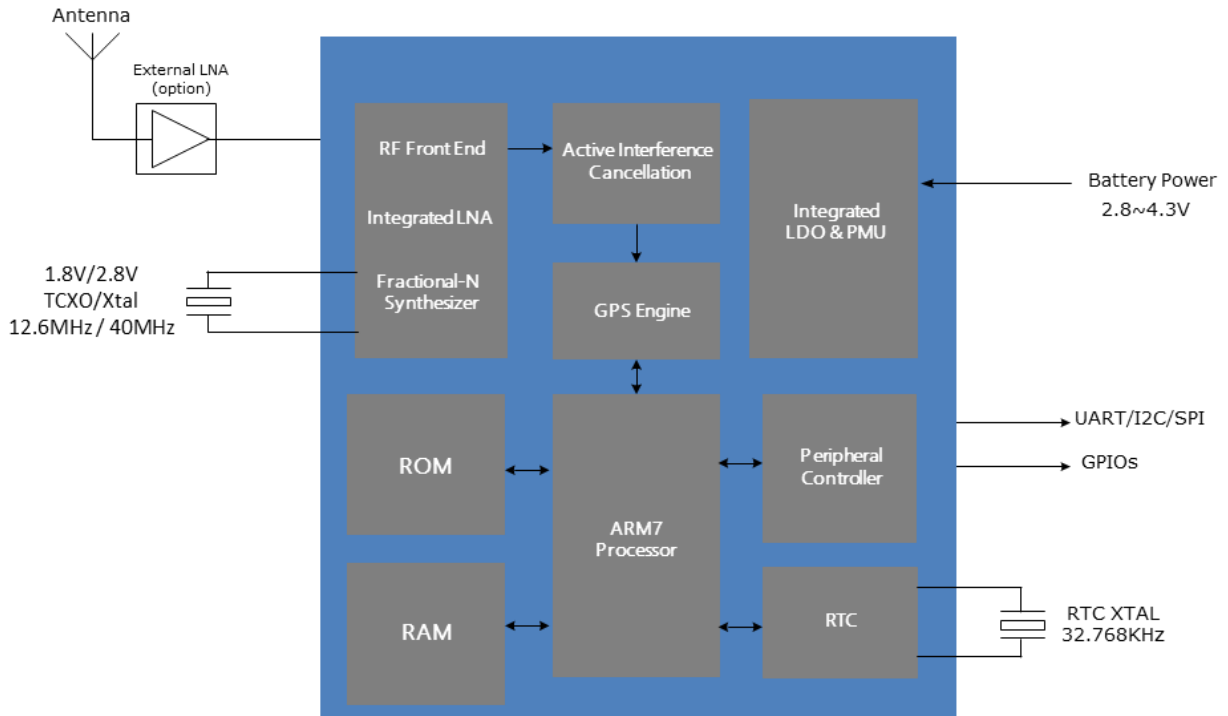 Antenna
External LNA
(option)
RF Front End
Integrated LNA
Fractional-N
Synthesizer
Active Interference
Cancellation
Integrated
LDO & PMU
Battery Power
2.8~4.3V
1.8V/2.8V
TCXO/Xtal
12.6MHz / 40MHz
GPS Engine
ROM
ARM7
Processor
Peripheral
Controller
UART/I2C/SPI
GPIOs
RAM
RTC
RTC XTAL
32.768KHz